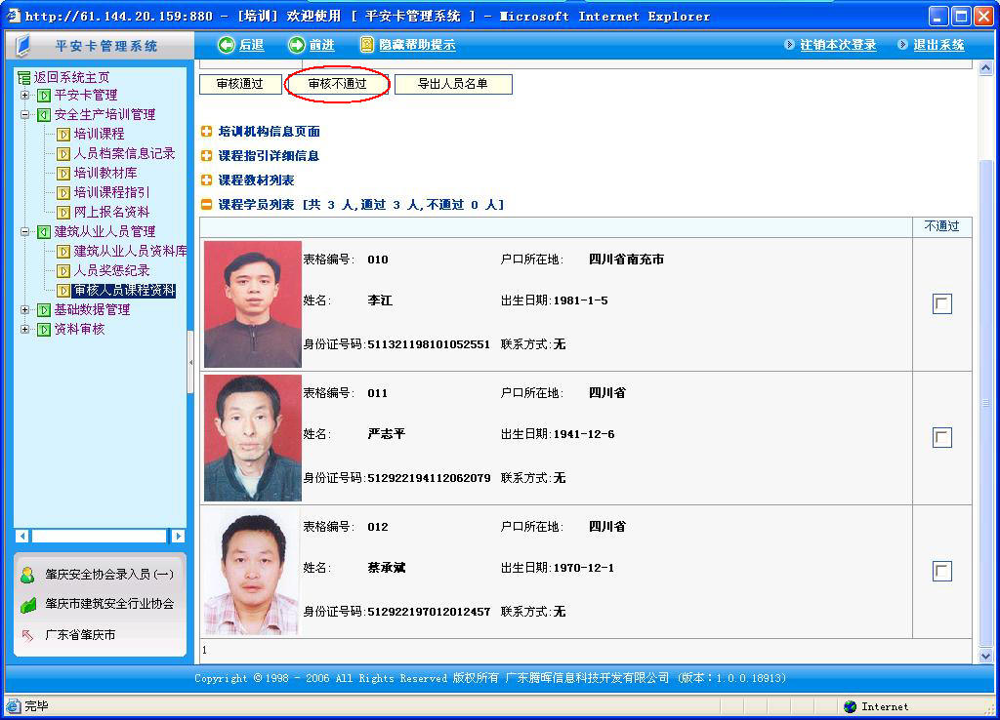 http://61.144.20.159:880 - [培训] 欢迎使用 [ 平安卡管理系统 ] - Microsoft Internet Explorer
平安卡管理系统 后退 前进 隐藏帮助提示 注销本次登录 退出系统
返回系统主页
平安卡管理
安全生产培训管理
培训课程
人员档案信息记录
培训教材库
培训课程指引
网上报名资料
建筑从业人员管理
建筑从业人员资料库
人员奖惩纪录
审核人员课程资料
基础数据管理
资料审核
肇庆安全协会录入员(一)
肇庆市建筑安全行业协会
广东省肇庆市
审核通过 审核不通过 导出人员名单
培训机构信息页面
课程指引详细信息
课程教材列表
课程学员列表 [共 3 人,通过 3 人,不通过 0 人]
不通过
表格编号: 010 户口所在地: 四川省南充市
姓名: 李江 出生日期:1981-1-5
身份证号码:511321198101052551 联系方式:无
表格编号: 011 户口所在地: 四川省
姓名: 严志平 出生日期:1941-12-6
身份证号码:512922194112062079 联系方式:无
表格编号: 012 户口所在地: 四川省
姓名: 蔡承斌 出生日期:1970-12-1
身份证号码:512922197012012457 联系方式:无
1
Copyright © 1998 - 2006 All Rights Reserved 版权所有 广东腾晖信息科技开发有限公司 (版本：1.0.0.18913)
完毕 Internet